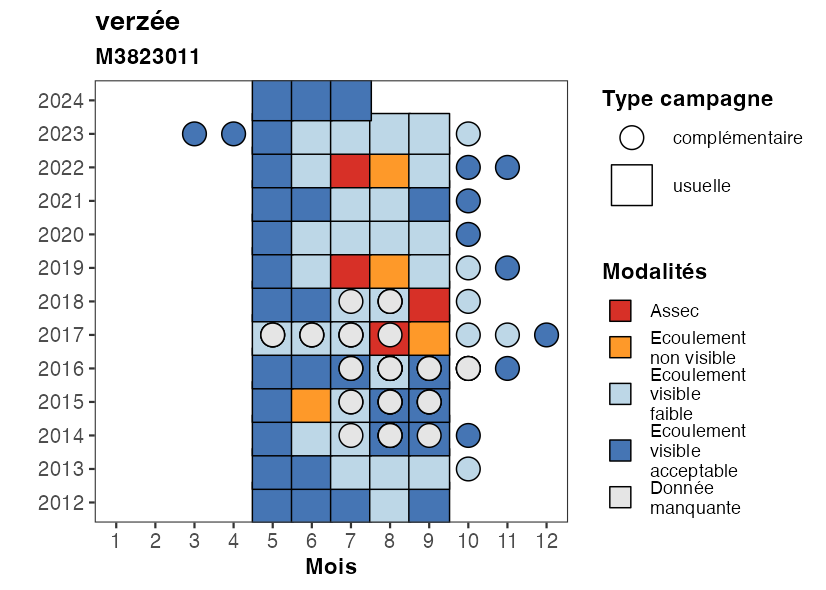 verzée
M3823011
2024
2023
2022
2021
2020
2019
2018
2017
2016
2015
2014
2013
2012
1 2 3 4 5 6 7 8 9 10 11 12
Mois
Type campagne
complémentaire
usuelle
Modalités
Assec
Ecoulement
non visible
Ecoulement
visible
faible
Ecoulement
visible
acceptable
Donnée
manquante